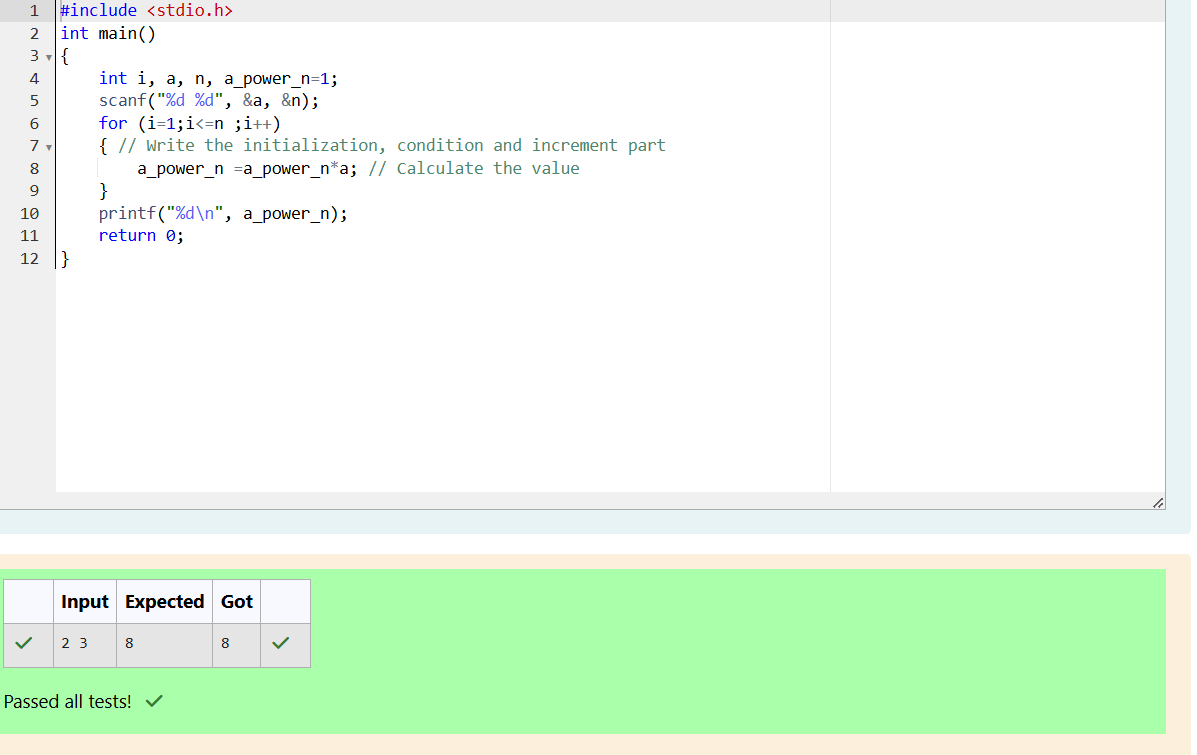 1 #include <stdio.h>
2 int main()
3 {
4     int i, a, n, a_power_n=1;
5     scanf("%d %d", &a, &n);
6     for (i=1;i<=n ;i++)
7     { // Write the initialization, condition and increment part
8         a_power_n =a_power_n*a; // Calculate the value
9     }
10     printf("%d\n", a_power_n);
11     return 0;
12 }
Input Expected Got
2 3 8 8
Passed all tests!